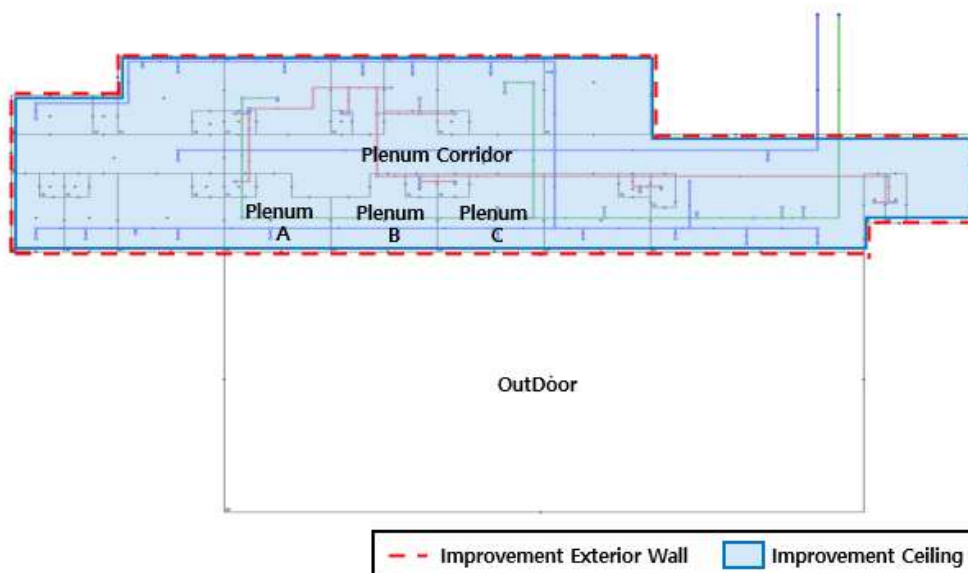 Plenum Corridor
Plenum
A
Plenum
B
Plenum
C
OutDoor
Improvement Exterior Wall
Improvement Ceiling